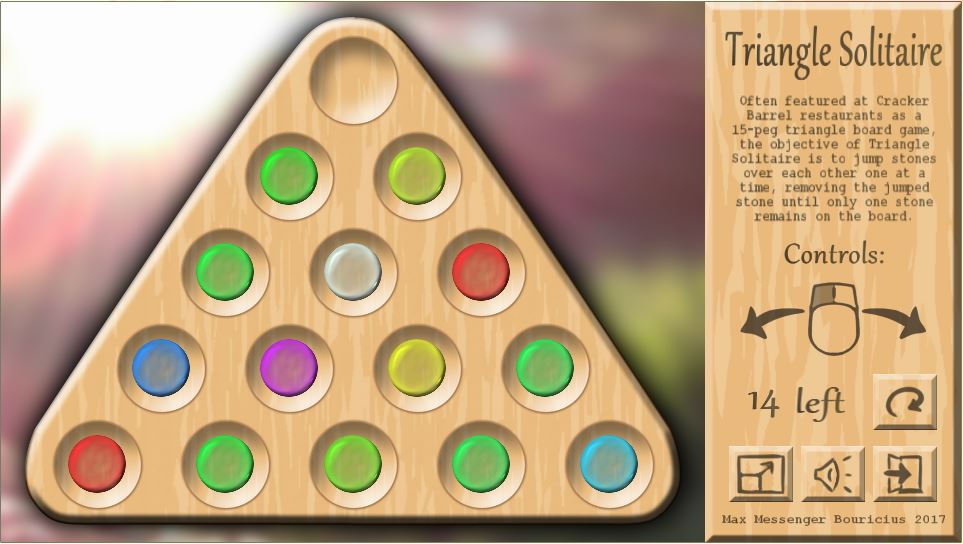 Triangle Solitaire
Often featured at Cracker
Barrel restaurants as a
15-peg triangle board game,
the objective of Triangle
Solitaire is to jump stones
over each other one at a
time, removing the jumped
stone until only one stone
remains on the board.
Controls:
14 left
Max Messenger Bouricius 2017